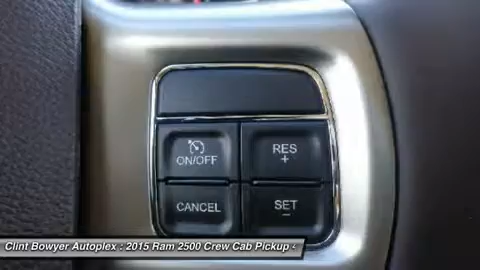 ON/OFF
RES
+
CANCEL
SET
–
Clint Bowyer Autoplex : 2015 Ram 2500 Crew Cab Pickup